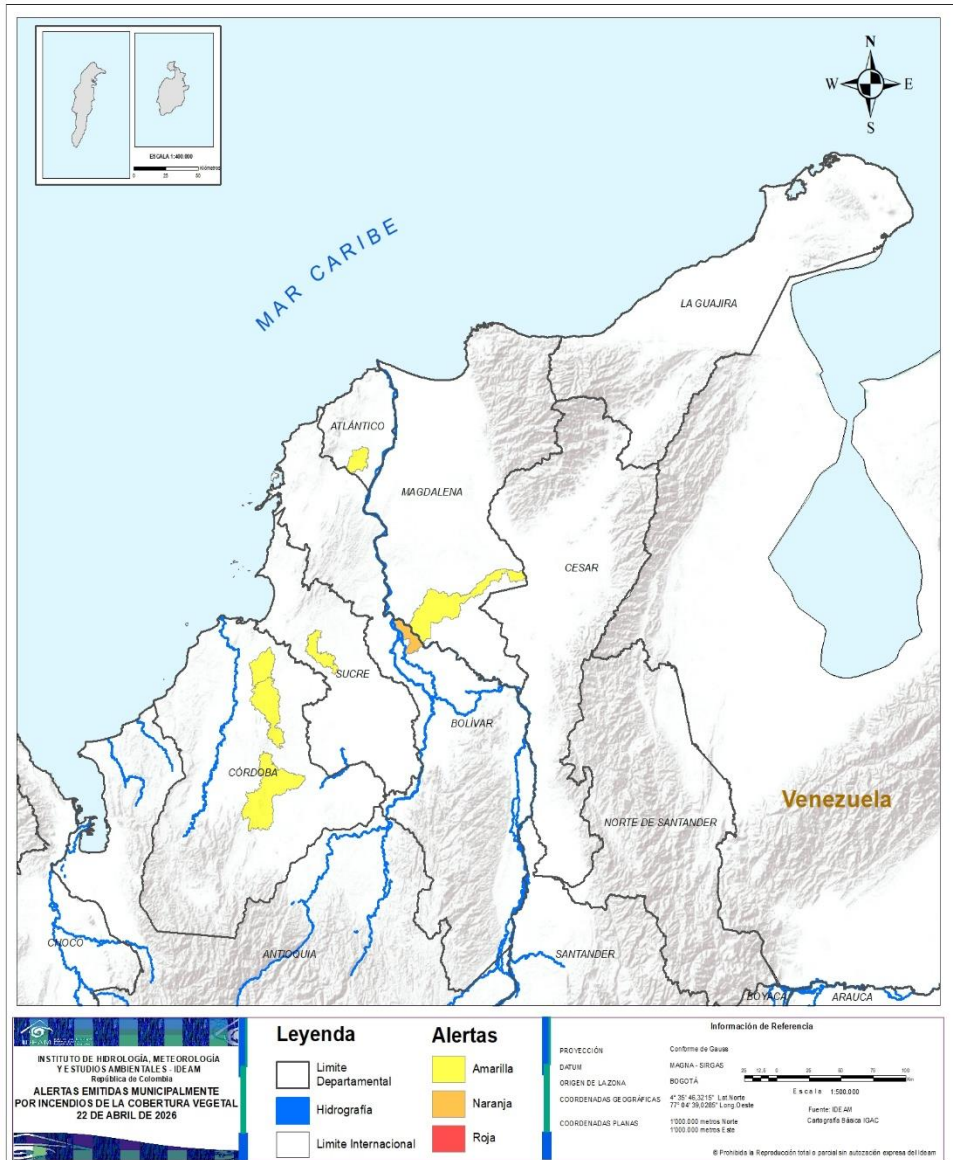 ESCALA 1:400.000
Kilómetros
0 25 50
N
W E
S
MAR CARIBE
LA GUAJIRA
ATLÁNTICO
MAGDALENA
CESAR
SUCRE
BOLÍVAR
CÓRDOBA
Venezuela
NORTE DE SANTANDER
CHOCO
ANTIOQUIA
SANTANDER
BOYACÁ
ARAUCA
IDEAM
INSTITUTO DE HIDROLOGÍA, METEOROLOGÍA
Y ESTUDIOS AMBIENTALES - IDEAM
República de Colombia
ALERTAS EMITIDAS MUNICIPALMENTE
POR INCENDIOS DE LA COBERTURA VEGETAL
22 DE ABRIL DE 2026
Leyenda
Limite
Departamental
Hidrografía
Limite Internacional
Alertas
Amarilla
Naranja
Roja
Información de Referencia
PROYECCIÓN Conforme de Gauss
DATUM MAGNA - SIRGAS
ORIGEN DE LA ZONA BOGOTÁ
COORDENADAS GEOGRÁFICAS 4° 35' 46,3215" Lat.Norte
77° 04' 39,0285" Long.Oeste
COORDENADAS PLANAS 1'000.000 metros Norte
1'000.000 metros Este
Escala 1:500,000
Fuente: IDEAM
Cartografía Básica IGAC
© Prohibida la Reproducción total o parcial sin autorización expresa del Ideam